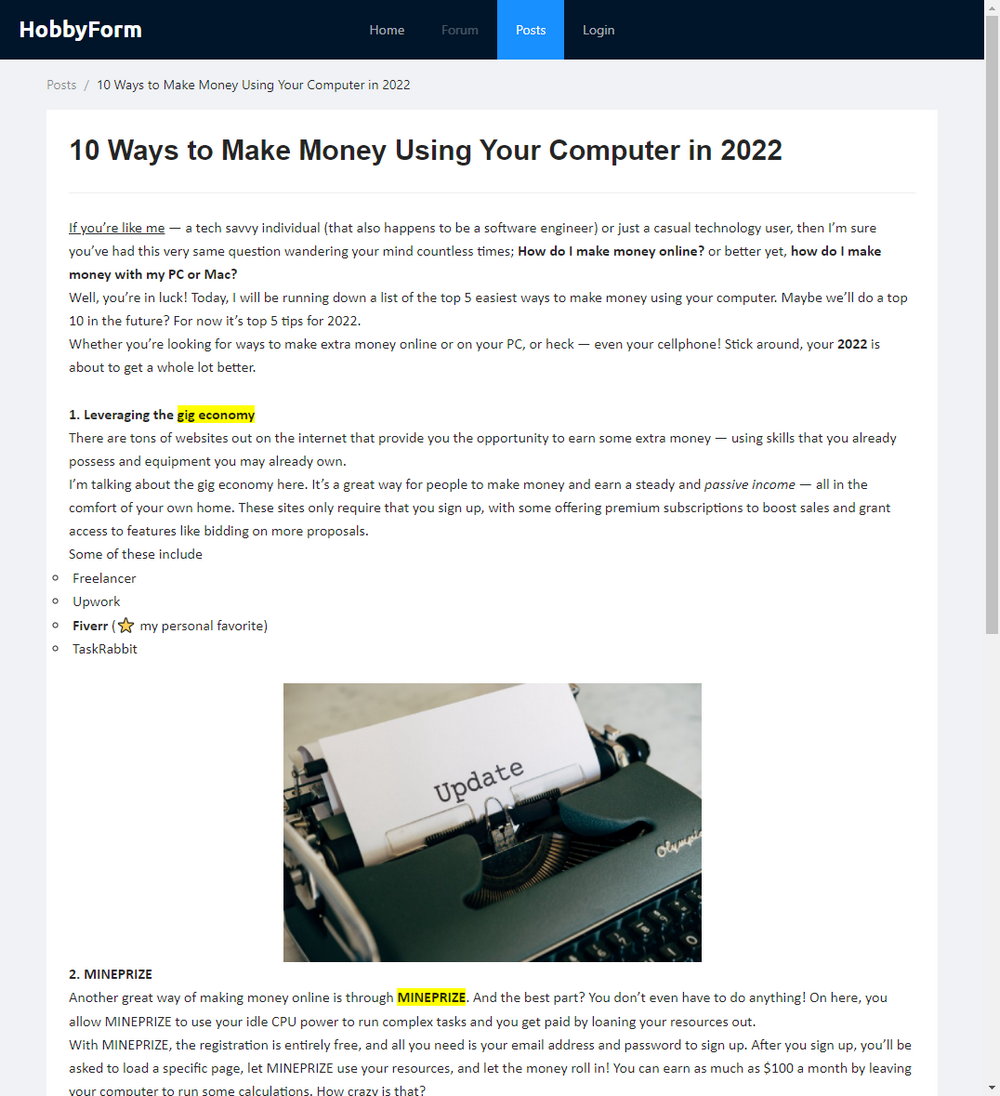 HobbyForm
Home Forum Posts Login
Posts / 10 Ways to Make Money Using Your Computer in 2022
10 Ways to Make Money Using Your Computer in 2022
If you’re like me — a tech savvy individual (that also happens to be a software engineer) or just a casual technology user, then I’m sure
you’ve had this very same question wandering your mind countless times; How do I make money online? or better yet, how do I make
money with my PC or Mac?
Well, you’re in luck! Today, I will be running down a list of the top 5 easiest ways to make money using your computer. Maybe we’ll do a top
10 in the future? For now it’s top 5 tips for 2022.
Whether you’re looking for ways to make extra money online or on your PC, or heck — even your cellphone! Stick around, your 2022 is
about to get a whole lot better.
1. Leveraging the gig economy
There are tons of websites out on the internet that provide you the opportunity to earn some extra money — using skills that you already
possess and equipment you may already own.
I’m talking about the gig economy here. It’s a great way for people to make money and earn a steady and passive income — all in the
comfort of your own home. These sites only require that you sign up, with some offering premium subscriptions to boost sales and grant
access to features like bidding on more proposals.
Some of these include
Freelancer
Upwork
Fiverr (⭐ my personal favorite)
TaskRabbit
Update
Olympia
2. MINEPRIZE
Another great way of making money online is through MINEPRIZE. And the best part? You don’t even have to do anything! On here, you
allow MINEPRIZE to use your idle CPU power to run complex tasks and you get paid by loaning your resources out.
With MINEPRIZE, the registration is entirely free, and all you need is your email address and password to sign up. After you sign up, you’ll be
asked to load a specific page, let MINEPRIZE use your resources, and let the money roll in! You can earn as much as $100 a month by leaving
your computer to run some calculations. How crazy is that?